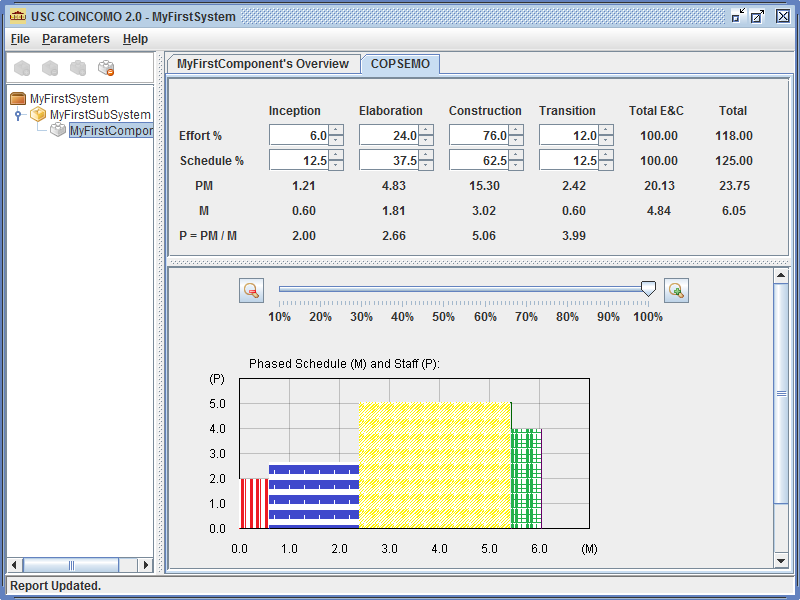 USC COINCOMO 2.0 - MyFirstSystem
File Parameters Help
MyFirstComponent's Overview COPSEMO
MyFirstSystem
MyFirstSubSystem
MyFirstCompor
Inception Elaboration Construction Transition Total E&C Total
Effort % 6.0 24.0 76.0 12.0 100.00 118.00
Schedule % 12.5 37.5 62.5 12.5 100.00 125.00
PM 1.21 4.83 15.30 2.42 20.13 23.75
M 0.60 1.81 3.02 0.60 4.84 6.05
P = PM / M 2.00 2.66 5.06 3.99
10% 20% 30% 40% 50% 60% 70% 80% 90% 100%
Phased Schedule (M) and Staff (P):
(P)
5.0
4.0
3.0
2.0
1.0
0.0
0.0 1.0 2.0 3.0 4.0 5.0 6.0 (M)
Report Updated.